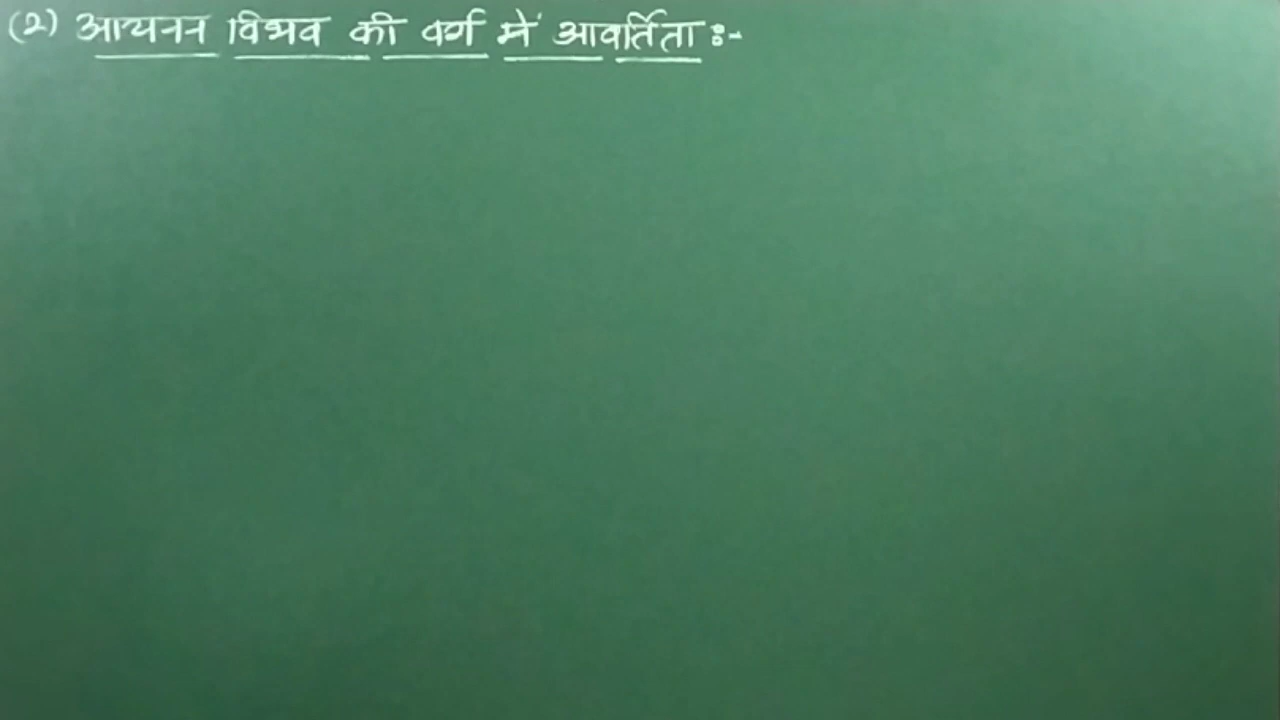 (2) आयनन विभव की वर्ग में आवर्तिता :-